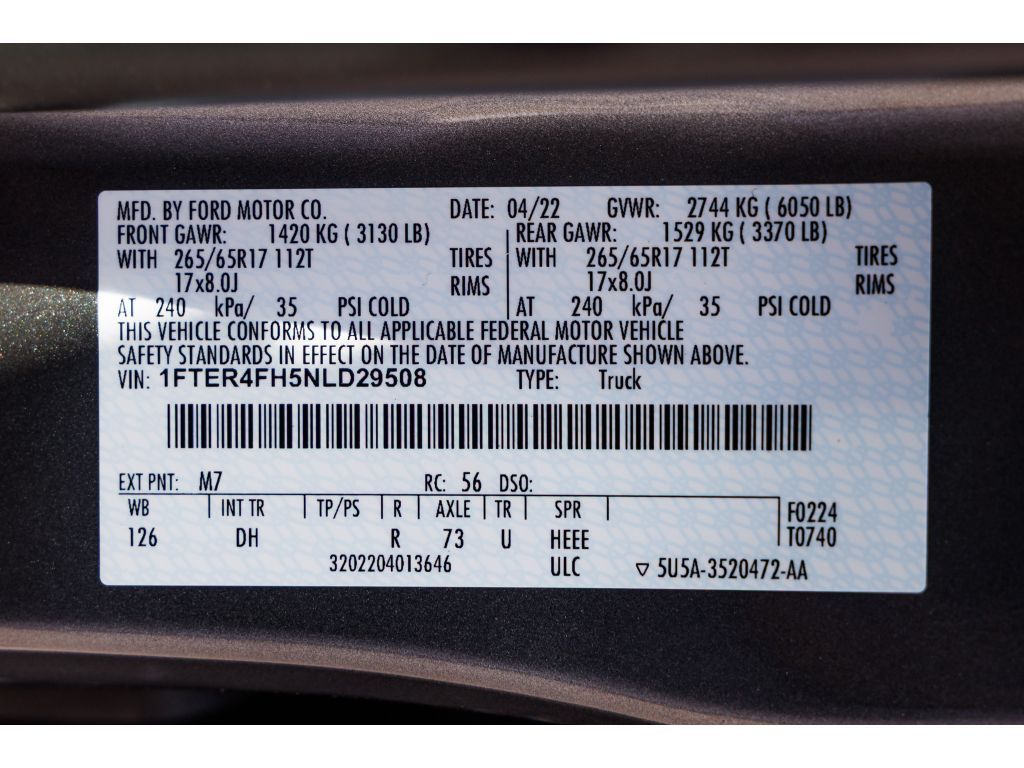 MFD. BY FORD MOTOR CO. DATE: 04/22 GVWR: 2744 KG ( 6050 LB)
FRONT GAWR: 1420 KG ( 3130 LB) REAR GAWR: 1529 KG ( 3370 LB)
WITH 265/65R17 112T TIRES WITH 265/65R17 112T TIRES
17x8.0J RIMS 17x8.0J RIMS
AT 240 kPa/ 35 PSI COLD AT 240 kPa/ 35 PSI COLD
THIS VEHICLE CONFORMS TO ALL APPLICABLE FEDERAL MOTOR VEHICLE
SAFETY STANDARDS IN EFFECT ON THE DATE OF MANUFACTURE SHOWN ABOVE.
VIN: 1FTER4FH5NLD29508 TYPE: Truck
EXT PNT: M7 RC: 56 DSO:
WB INT TR TP/PS R AXLE TR SPR F0224
126 DH R 73 U HEEE T0740
3202204013646 ULC ▽ 5U5A-3520472-AA